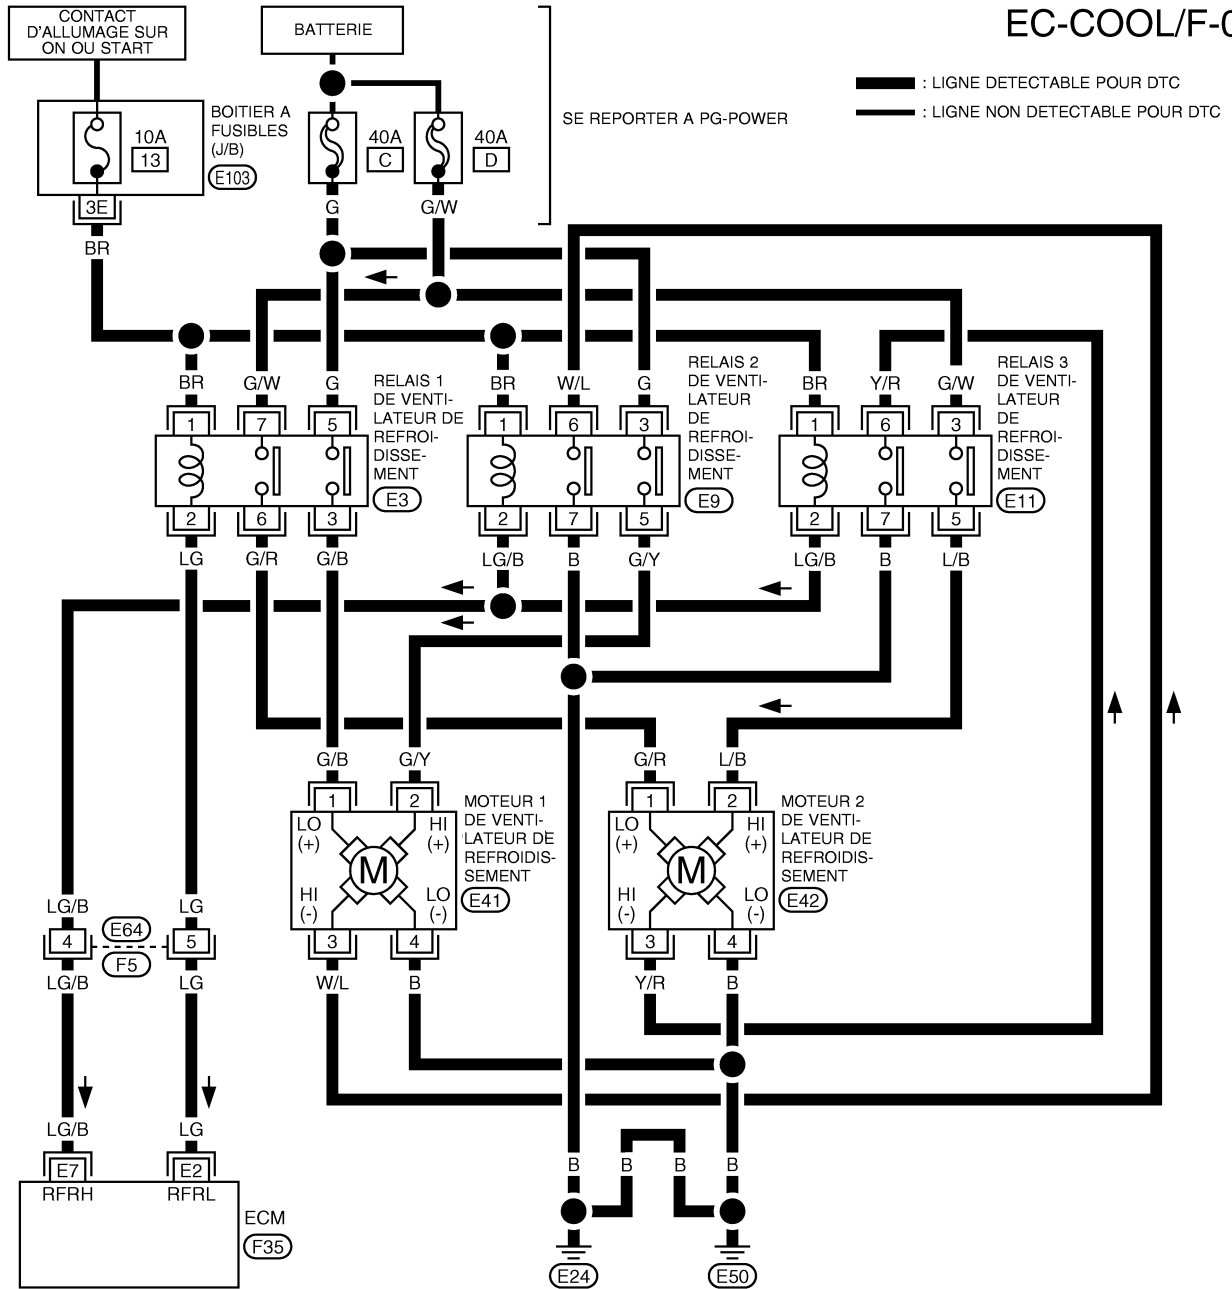 EC-COOL/F-0
CONTACT
D'ALLUMAGE SUR
ON OU START
BATTERIE
: LIGNE DETECTABLE POUR DTC
: LIGNE NON DETECTABLE POUR DTC
SE REPORTER A PG-POWER
10A
13
BOITIER A
FUSIBLES
(J/B)
E103
40A
C
40A
D
3E
BR
G
G/W
BR
G/W
G
BR
W/L
G
BR
Y/R
G/W
RELAIS 1
DE VENTI-
LATEUR DE
REFROI-
DISSE-
MENT
E3
RELAIS 2
DE VENTI-
LATEUR
DE
REFROI-
DISSE-
MENT
E9
RELAIS 3
DE VENTI-
LATEUR
DE
REFROI-
DISSE-
MENT
E11
1
7
5
1
6
3
1
6
3
2
6
3
2
7
5
2
7
5
LG
G/R
G/B
LG/B
B
G/Y
LG/B
B
L/B
G/B
G/Y
G/R
L/B
1
2
1
2
LO
(+)
HI
(+)
M
HI
(-)
LO
(-)
MOTEUR 1
DE VENTI-
LATEUR DE
REFROIDIS-
SEMENT
E41
LO
(+)
HI
(+)
M
HI
(-)
LO
(-)
MOTEUR 2
DE VENTI-
LATEUR DE
REFROIDIS-
SEMENT
E42
3
4
3
4
W/L
B
Y/R
B
LG/B
LG
4
E64
F5
5
LG/B
LG
LG/B
LG
E7
E2
RFRH
RFRL
ECM
F35
B
B
B
B
E24
E50